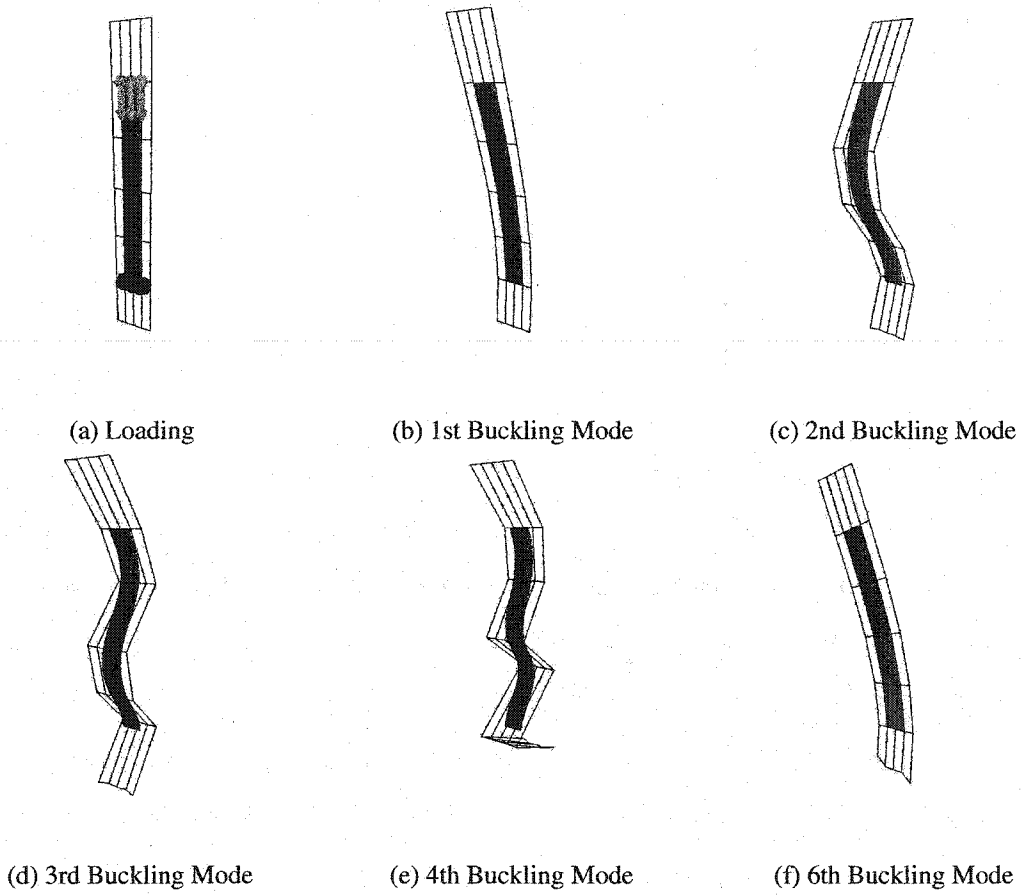 (a) Loading
(b) 1st Buckling Mode
(c) 2nd Buckling Mode
(d) 3rd Buckling Mode
(e) 4th Buckling Mode
(f) 6th Buckling Mode